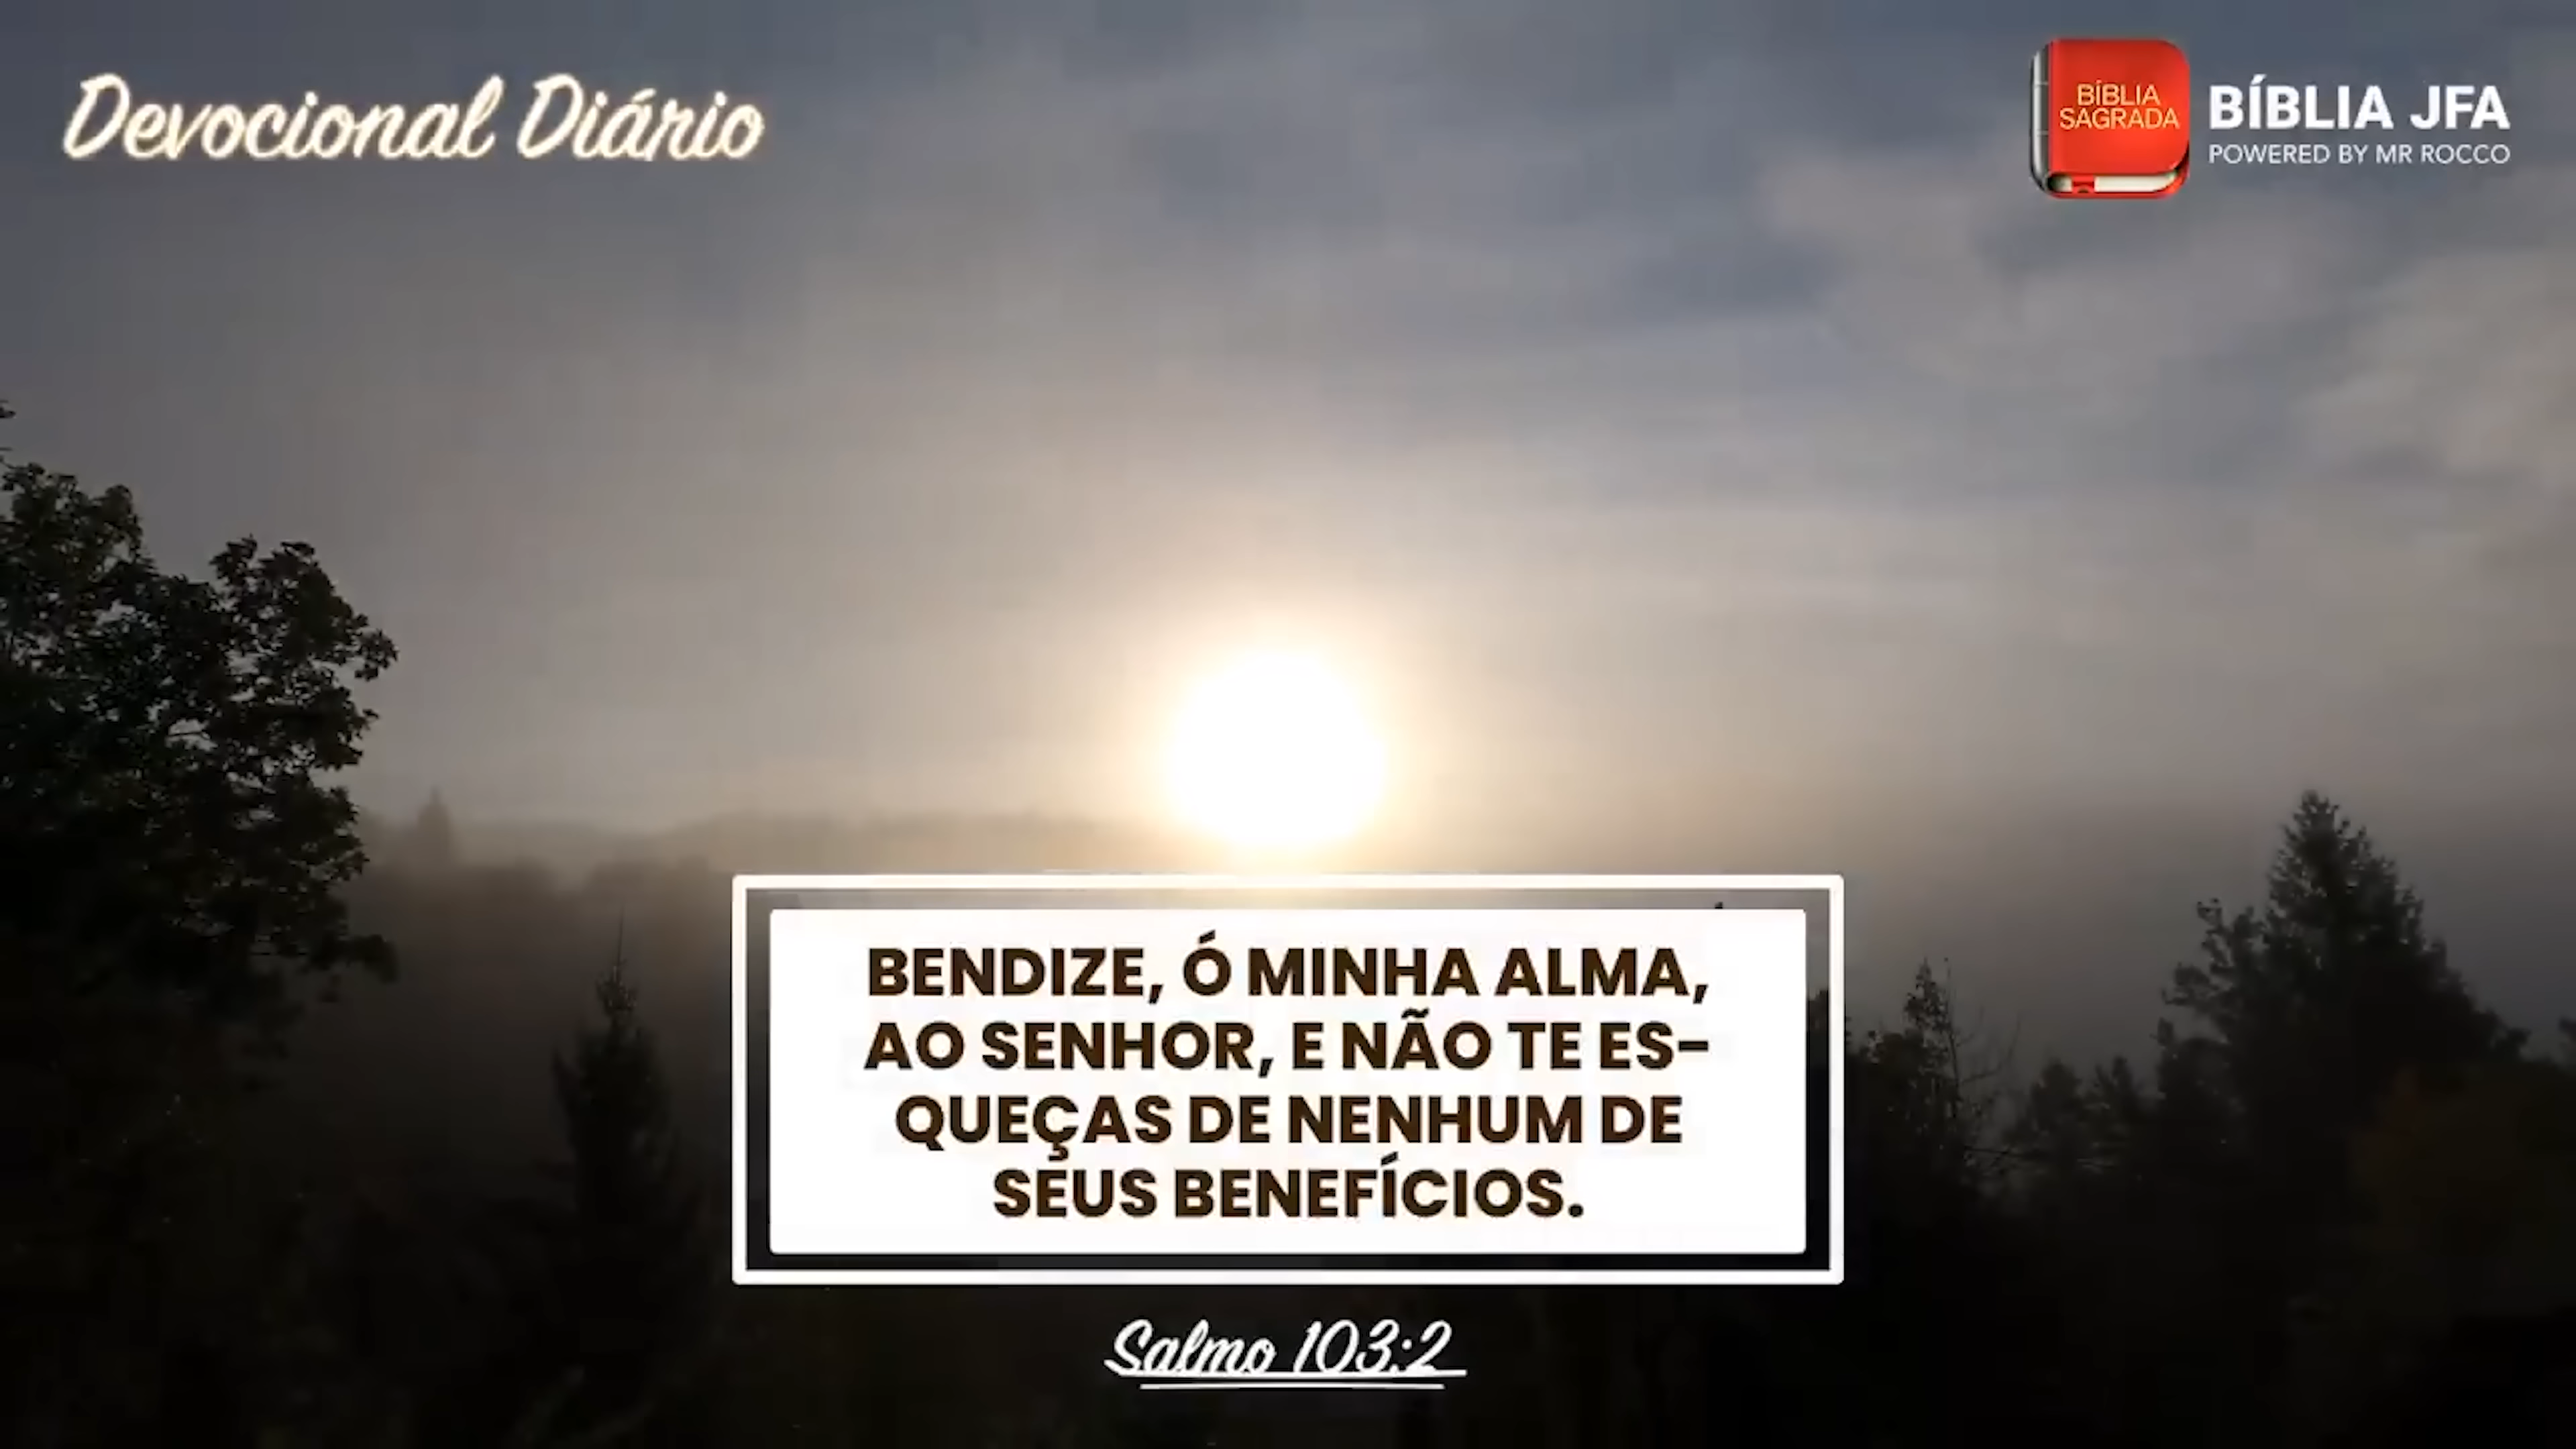 Devocional Diário
BÍBLIA
SAGRADA
BÍBLIA JFA
POWERED BY MR ROCCO
BENDIZE, Ó MINHA ALMA,
AO SENHOR, E NÃO TE ES-
QUEÇAS DE NENHUM DE
SEUS BENEFÍCIOS.
Salmo 103:2